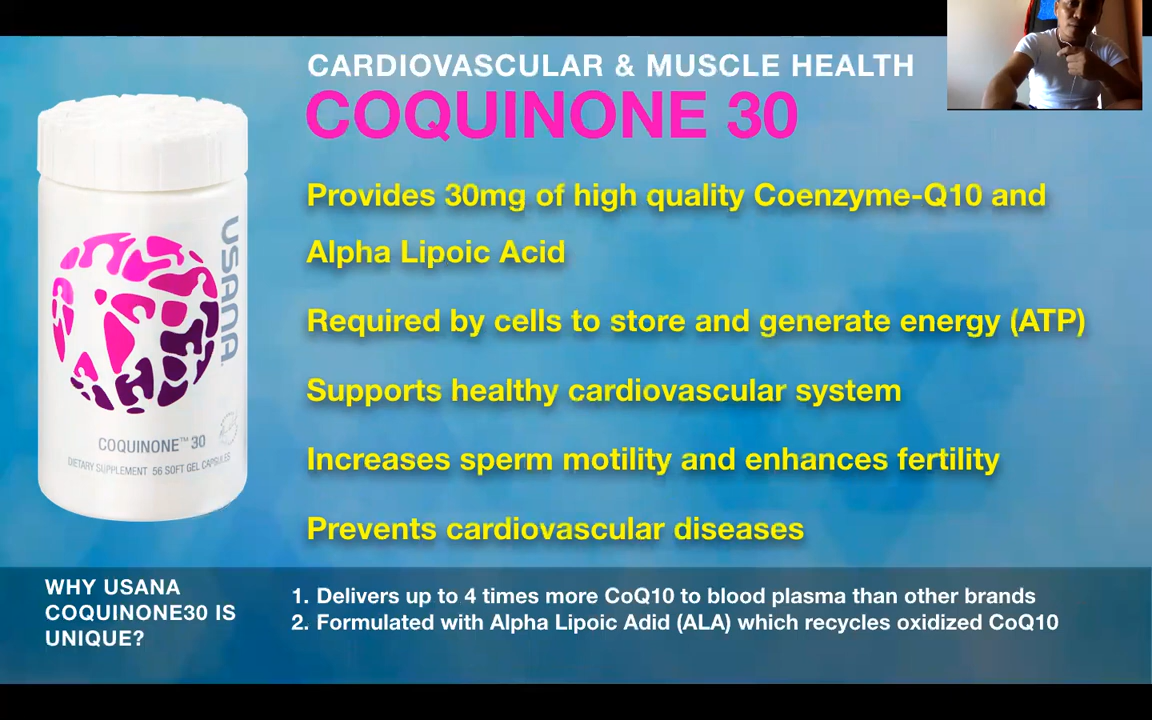 CARDIOVASCULAR & MUSCLE HEALTH
COQUINONE 30
Provides 30mg of high quality Coenzyme-Q10 and
Alpha Lipoic Acid
Required by cells to store and generate energy (ATP)
Supports healthy cardiovascular system
Increases sperm motility and enhances fertility
Prevents cardiovascular diseases
USANA
COQUINONE™ 30
DIETARY SUPPLEMENT 56 SOFT GEL CAPSULES
WHY USANA
COQUINONE30 IS
UNIQUE?
1. Delivers up to 4 times more CoQ10 to blood plasma than other brands
2. Formulated with Alpha Lipoic Adid (ALA) which recycles oxidized CoQ10